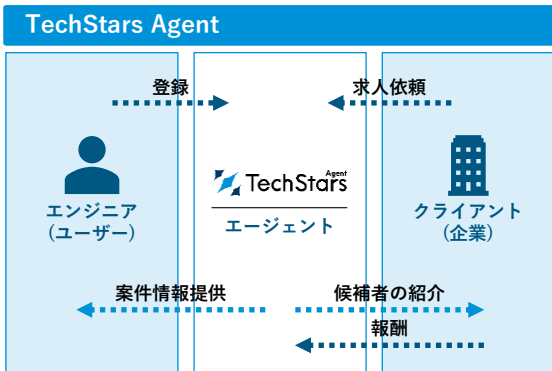 TechStars Agent
登録
求人依頼
エンジニア
(ユーザー)
Agent
TechStars
エージェント
クライアント
(企業)
案件情報提供
候補者の紹介
報酬